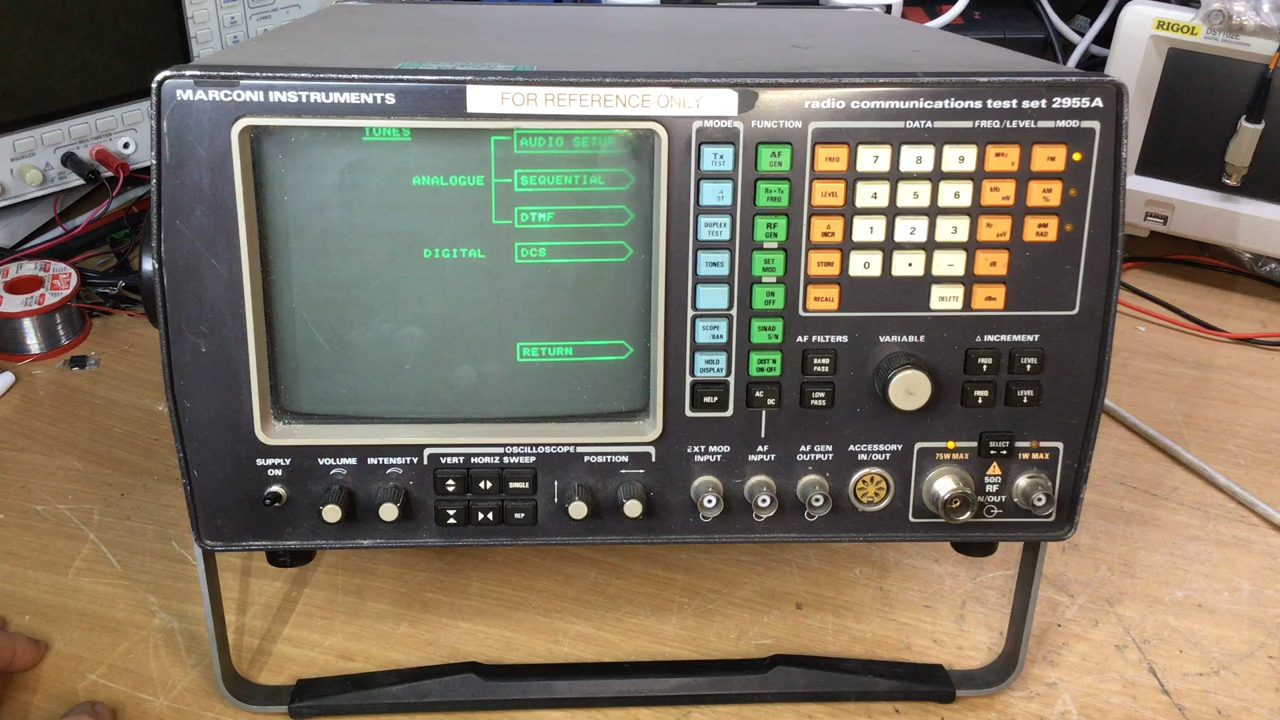 MARCONI INSTRUMENTS
FOR REFERENCE ONLY
radio communications test set 2955A
RIGOL
DS1102E
TONES
AUDIO SETUP
ANALOGUE
SEQUENTIAL
DTMF
DIGITAL
DCS
RETURN
MODE
Tx TEST
ST
DUPLEX TEST
TONES
SCOPE /BAR
HOLD DISPLAY
HELP
FUNCTION
AF GEN
Rx=Tx FREQ
RF GEN
SET MOD
ON OFF
SINAD S/N
DIST'N ON-OFF
AC DC
DATA
FREQ/LEVEL
MOD
FREQ 7 8 9 MHz V FM
LEVEL 4 5 6 kHz mV AM %
Δ INCR 1 2 3 Hz μV ΦM RAD
STORE 0 • – dB
RECALL DELETE dBm
AF FILTERS
BAND PASS
LOW PASS
VARIABLE
Δ INCREMENT
FREQ ↑ LEVEL ↑
FREQ ↓ LEVEL ↓
SUPPLY ON
VOLUME
INTENSITY
OSCILLOSCOPE
VERT HORIZ SWEEP
SINGLE
REP
POSITION
EXT MOD INPUT
AF INPUT
AF GEN OUTPUT
ACCESSORY IN/OUT
SELECT
75W MAX
1W MAX
50Ω
RF
IN/OUT